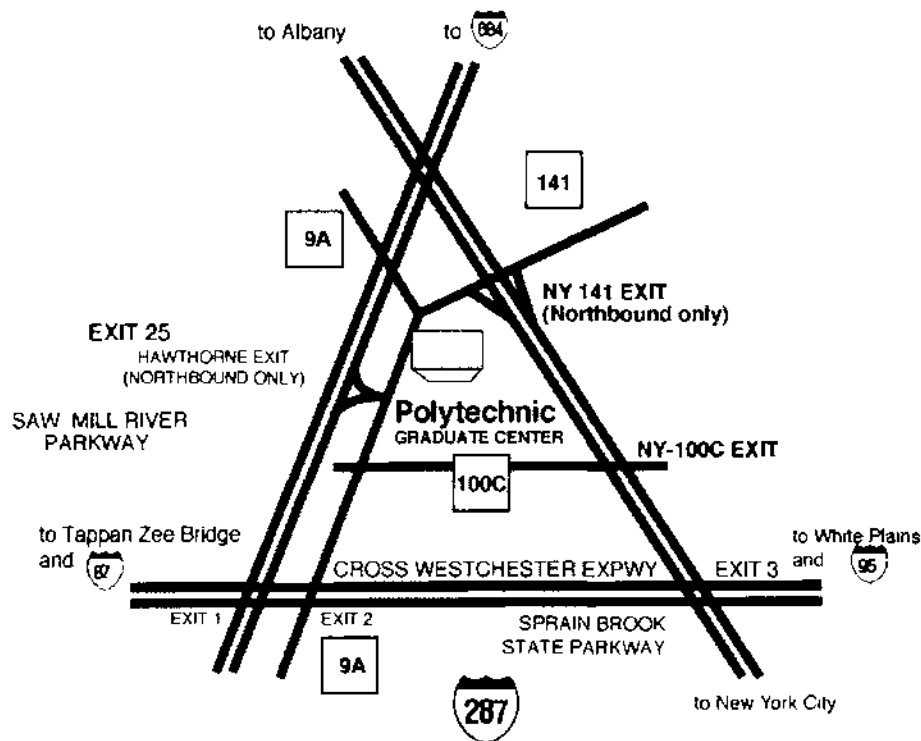 to Albany
to 684
141
9A
NY 141 EXIT
(Northbound only)
EXIT 25
HAWTHORNE EXIT
(NORTHBOUND ONLY)
SAW MILL RIVER
PARKWAY
Polytechnic
GRADUATE CENTER
NY-100C EXIT
100C
to Tappan Zee Bridge
and 87
to White Plains
and 95
CROSS WESTCHESTER EXPWY
EXIT 3
EXIT 1
EXIT 2
SPRAIN BROOK
STATE PARKWAY
9A
287
to New York City